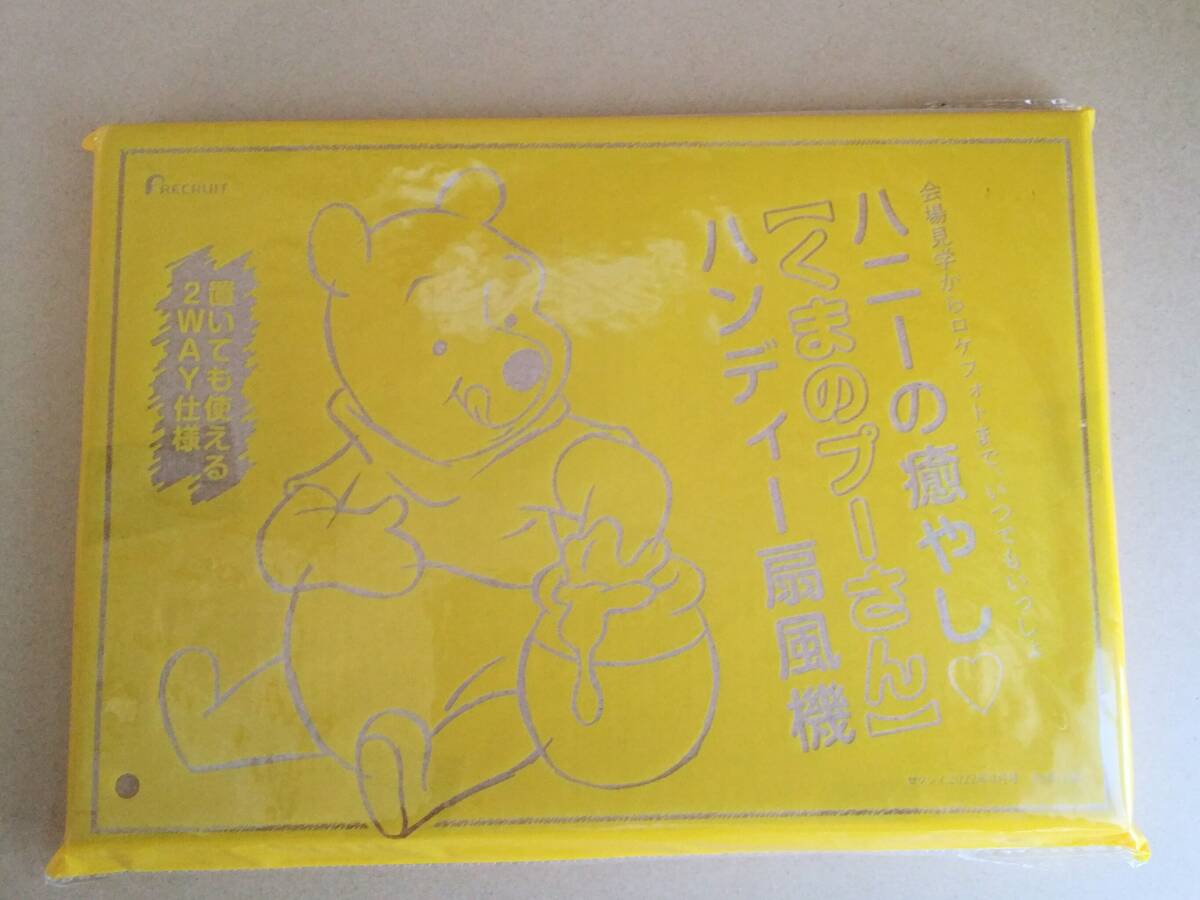 会場見学からロケフォトまで、いつでもいっしょ
ハニーの癒やし♡
【くまのプーさん】
ハンディー扇風機
置いても使える
2WAY仕様
RECRUIT